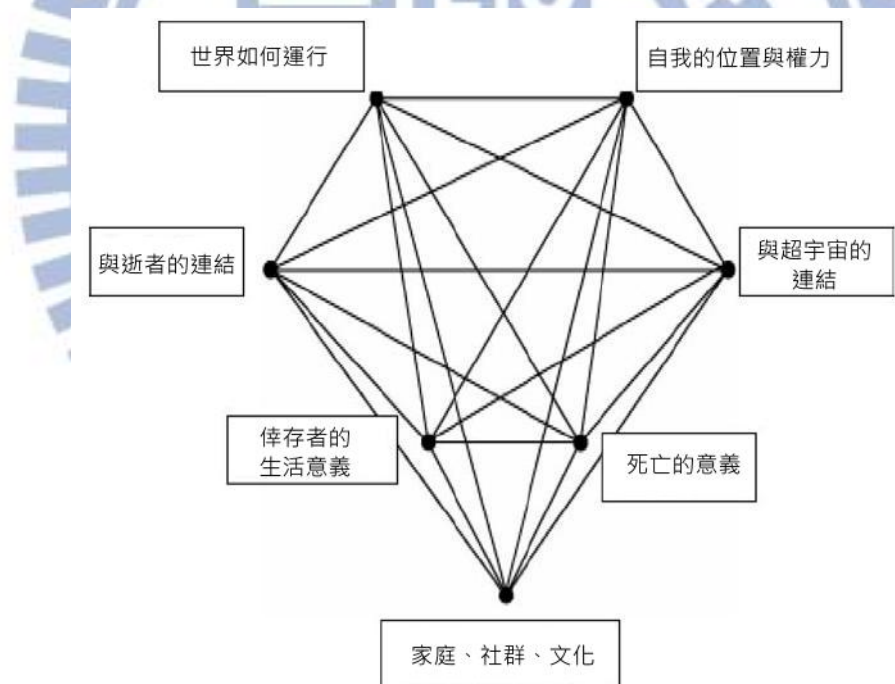 世界如何運行
自我的位置與權力
與逝者的連結
與超宇宙的
連結
倖存者的
生活意義
死亡的意義
家庭、社群、文化